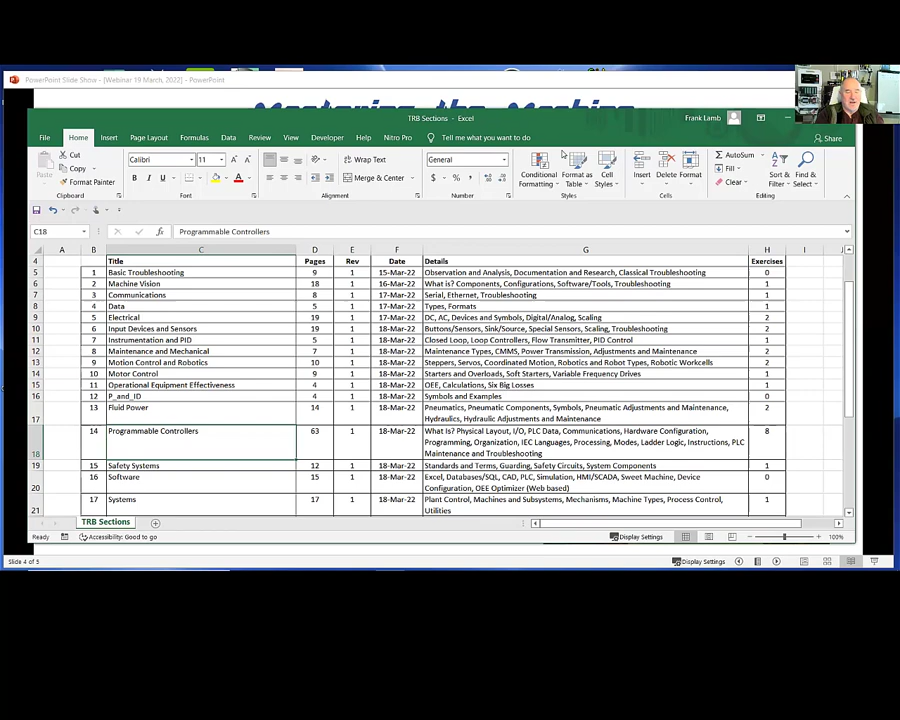 PowerPoint Slide Show - [Webinar 19 March, 2022] - PowerPoint
Mastering the Machine
TRB Sections - Excel
Frank Lamb
File Home Insert Page Layout Formulas Data Review View Developer Help Nitro Pro Tell me what you want to do Share
Paste
Cut
Copy
Format Painter
Clipboard
Calibri 11
B I U
Font
Wrap Text
Merge & Center
Alignment
General
$ % ,
Number
Conditional Formatting
Format as Table
Cell Styles
Styles
Insert Delete Format
Cells
AutoSum
Fill
Clear
Sort & Filter
Find & Select
Editing
C18 fx Programmable Controllers
A B C D E F G H I
4 Title Pages Rev Date Details Exercises
5 1 Basic Troubleshooting 9 1 15-Mar-22 Observation and Analysis, Documentation and Research, Classical Troubleshooting 0
6 2 Machine Vision 18 1 16-Mar-22 What is? Components, Configurations, Software/Tools, Troubleshooting 1
7 3 Communications 8 1 17-Mar-22 Serial, Ethernet, Troubleshooting 1
8 4 Data 5 1 17-Mar-22 Types, Formats 1
9 5 Electrical 19 1 17-Mar-22 DC, AC, Devices and Symbols, Digital/Analog, Scaling 2
10 6 Input Devices and Sensors 19 1 18-Mar-22 Buttons/Sensors, Sink/Source, Special Sensors, Scaling, Troubleshooting 2
11 7 Instrumentation and PID 5 1 18-Mar-22 Closed Loop, Loop Controllers, Flow Transmitter, PID Control 1
12 8 Maintenance and Mechanical 7 1 18-Mar-22 Maintenance Types, CMMS, Power Transmission, Adjustments and Maintenance 2
13 9 Motion Control and Robotics 10 1 18-Mar-22 Steppers, Servos, Coordinated Motion, Robotics and Robot Types, Robotic Workcells 2
14 10 Motor Control 9 1 18-Mar-22 Starters and Overloads, Soft Starters, Variable Frequency Drives 1
15 11 Operational Equipment Effectiveness 4 1 18-Mar-22 OEE, Calculations, Six Big Losses 1
16 12 P_and_ID 4 1 18-Mar-22 Symbols and Examples 0
17 13 Fluid Power 14 1 18-Mar-22 Pneumatics, Pneumatic Components, Symbols, Pneumatic Adjustments and Maintenance, 2
Hydraulics, Hydraulic Adjustments and Maintenance
18 14 Programmable Controllers 63 1 18-Mar-22 What Is? Physical Layout, I/O, PLC Data, Communications, Hardware Configuration, 8
Programming, Organization, IEC Languages, Processing, Modes, Ladder Logic, Instructions, PLC
Maintenance and Troubleshooting
19 15 Safety Systems 12 1 18-Mar-22 Standards and Terms, Guarding, Safety Circuits, System Components 1
20 16 Software 15 1 18-Mar-22 Excel, Databases/SQL, CAD, PLC, Simulation, HMI/SCADA, Sweet Machine, Device 0
Configuration, OEE Optimizer (Web based)
21 17 Systems 17 1 18-Mar-22 Plant Control, Machines and Subsystems, Mechanisms, Machine Types, Process Control, 1
Utilities
TRB Sections
Ready Accessibility: Good to go Display Settings 100%
Slide 4 of 5 Display Settings